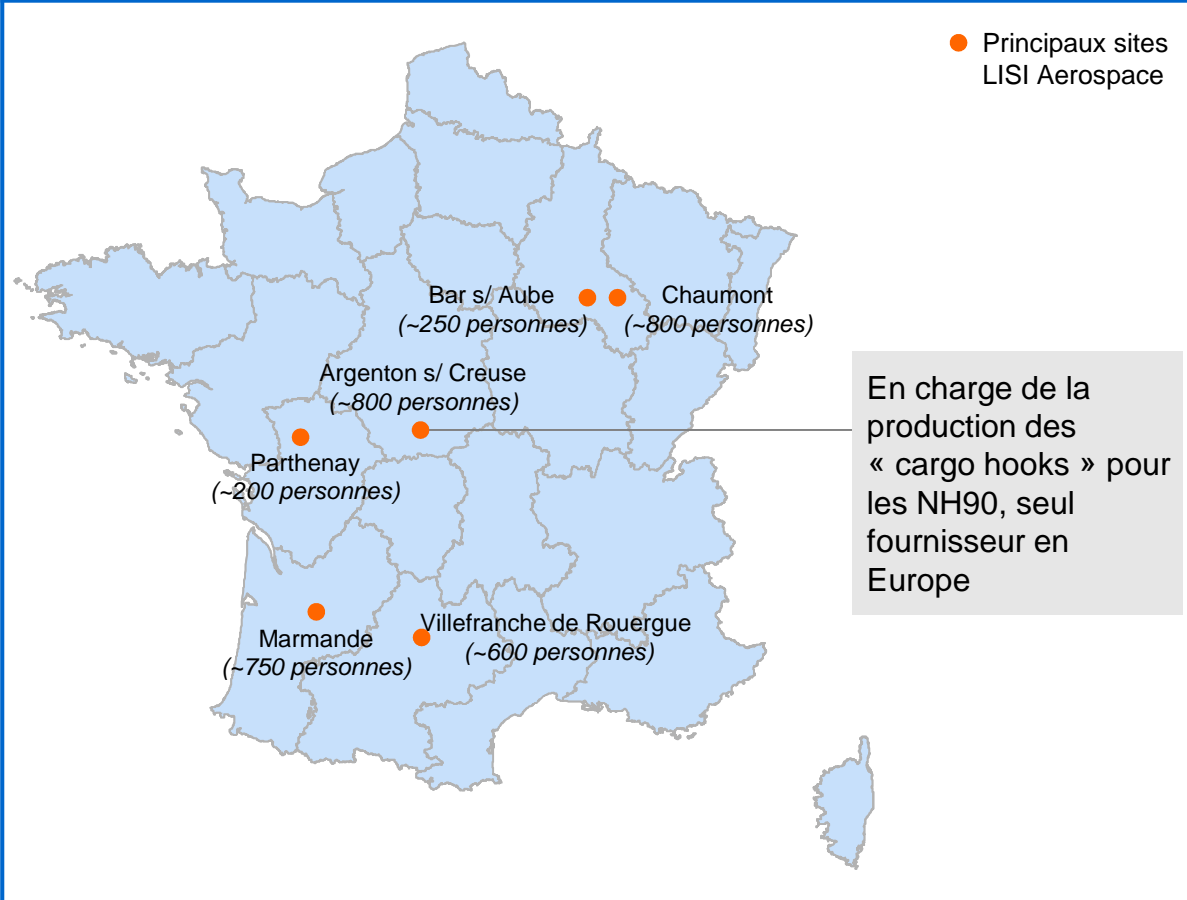 Principaux sites
LISI Aerospace
Bar s/ Aube
(~250 personnes)
Chaumont
(~800 personnes)
Argenton s/ Creuse
(~800 personnes)
En charge de la
production des
« cargo hooks » pour
les NH90, seul
fournisseur en
Europe
Parthenay
(~200 personnes)
Marmande
(~750 personnes)
Villefranche de Rouergue
(~600 personnes)